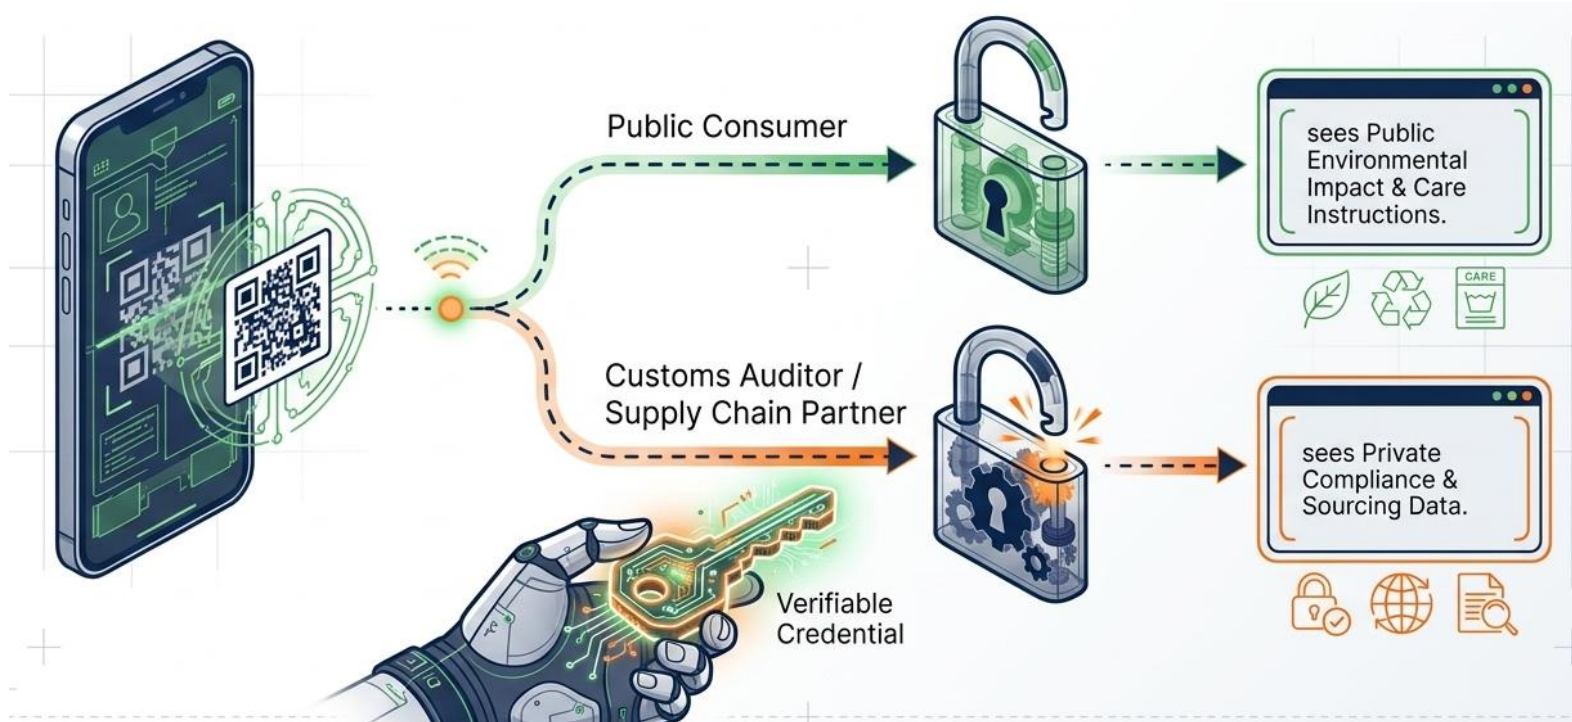 Public Consumer
sees Public
Environmental
Impact & Care
Instructions.
CARE
Customs Auditor /
Supply Chain Partner
sees Private
Compliance &
Sourcing Data.
Verifiable
Credential